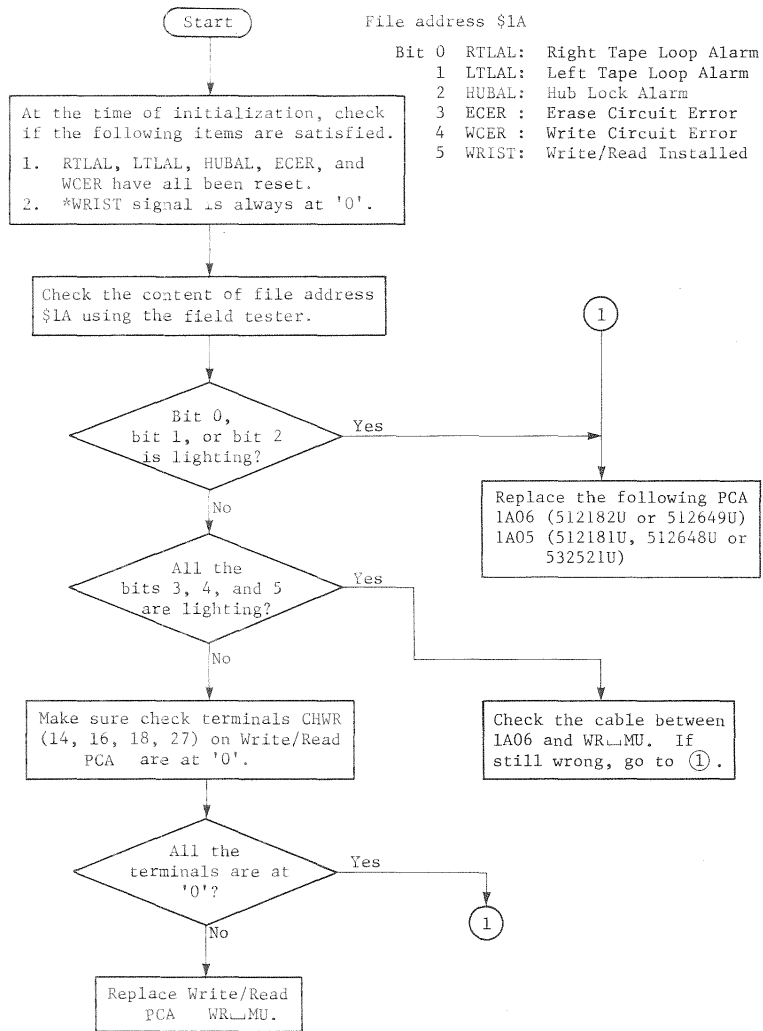 Start
File address $1A
Bit 0 RTLAL: Right Tape Loop Alarm
1 LTLAL: Left Tape Loop Alarm
2 HUBAL: Hub Lock Alarm
3 ECER : Erase Circuit Error
4 WCER : Write Circuit Error
5 WRIST: Write/Read Installed
At the time of initialization, check
if the following items are satisfied.
1. RTLAL, LTLAL, HUBAL, ECER, and
WCER have all been reset.
2. *WRIST signal is always at '0'.
Check the content of file address
$1A using the field tester.
1
Bit 0,
bit 1, or bit 2
is lighting?
Yes
No
Replace the following PCA
1A06 (512182U or 512649U)
1A05 (512181U, 512648U or
532521U)
All the
bits 3, 4, and 5
are lighting?
Yes
No
Make sure check terminals CHWR
(14, 16, 18, 27) on Write/Read
PCA are at '0'.
Check the cable between
1A06 and WR⎵MU. If
still wrong, go to ①.
All the
terminals are at
'0'?
Yes
1
No
Replace Write/Read
PCA WR⎵MU.